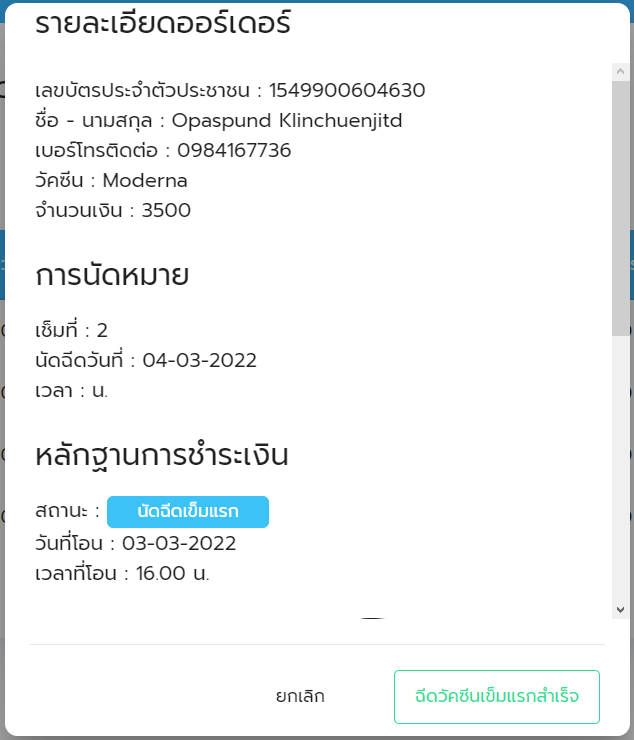 รายละเอียดออร์เดอร์
เลขบัตรประจำตัวประชาชน : 1549900604630
ชื่อ - นามสกุล : Opaspund Klinchuenjitd
เบอร์โทรติดต่อ : 0984167736
วัคซีน : Moderna
จำนวนเงิน : 3500
การนัดหมาย
เข็มที่ : 2
นัดฉีดวันที่ : 04-03-2022
เวลา : น.
หลักฐานการชำระเงิน
สถานะ : นัดฉีดเข็มแรก
วันที่โอน : 03-03-2022
เวลาที่โอน : 16.00 น.
ยกเลิก
ฉีดวัคซีนเข็มแรกสำเร็จ